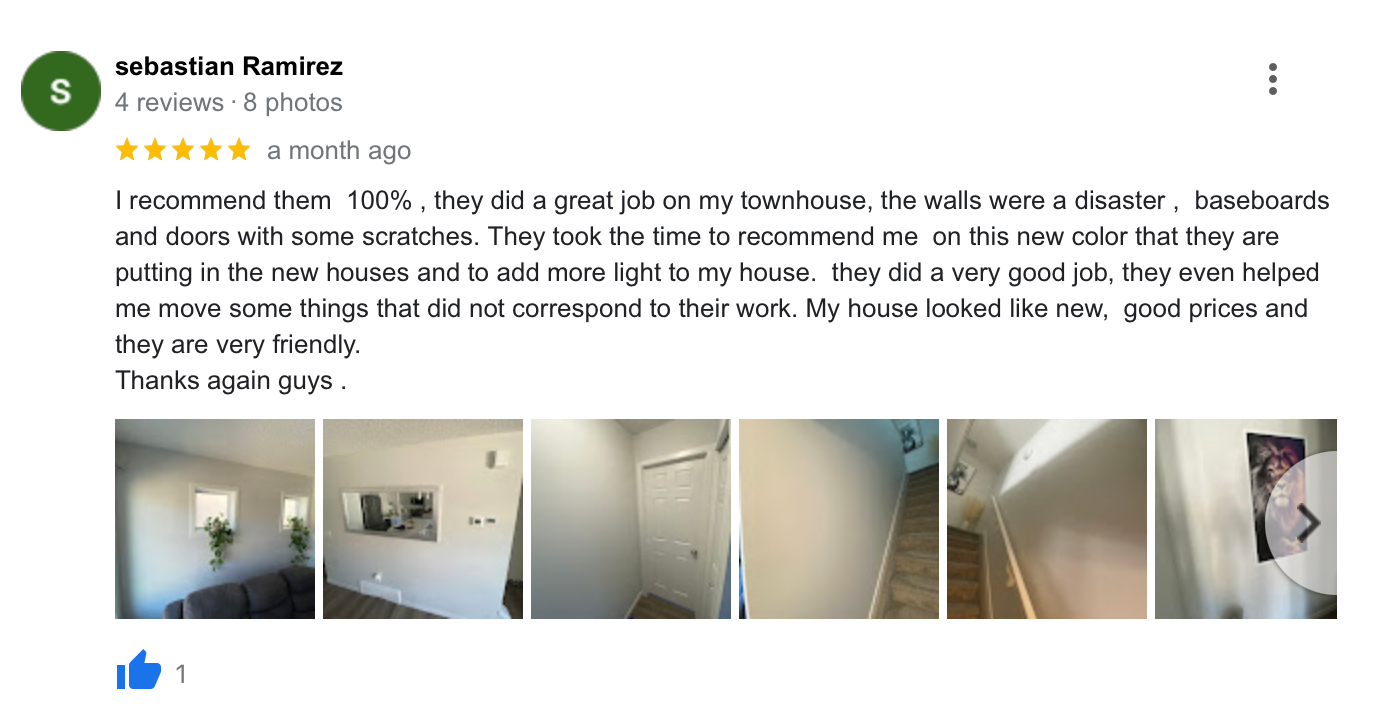 S
sebastian Ramirez
4 reviews · 8 photos
a month ago
I recommend them  100% , they did a great job on my townhouse, the walls were a disaster ,  baseboards
and doors with some scratches. They took the time to recommend me  on this new color that they are
putting in the new houses and to add more light to my house.  they did a very good job, they even helped
me move some things that did not correspond to their work. My house looked like new,  good prices and
they are very friendly.
Thanks again guys .
1